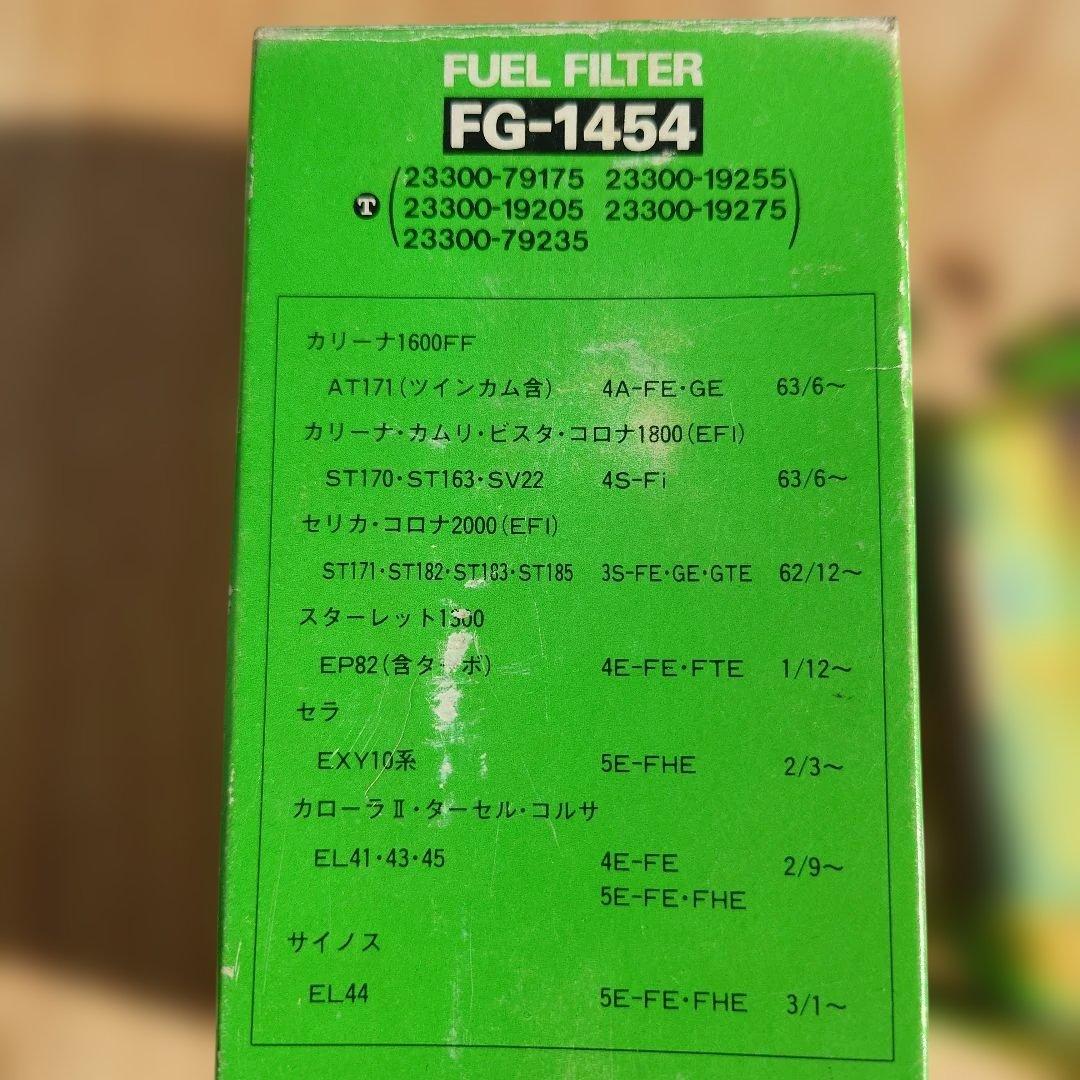 FUEL FILTER
FG-1454
T
23300-79175 23300-19255
23300-19205 23300-19275
23300-79235
カリーナ1600FF
AT171(ツインカム含) 4A-FE・GE 63/6~
カリーナ・カムリ・ビスタ・コロナ1800(EFI)
ST170・ST163・SV22 4S-Fi 63/6~
セリカ・コロナ2000(EFI)
ST171・ST182・ST183・ST185 3S-FE・GE・GTE 62/12~
スターレット1300
EP82(含ターボ) 4E-FE・FTE 1/12~
セラ
EXY10系 5E-FHE 2/3~
カローラⅡ・ターセル・コルサ
EL41・43・45 4E-FE 2/9~
5E-FE・FHE
サイノス
EL44 5E-FE・FHE 3/1~